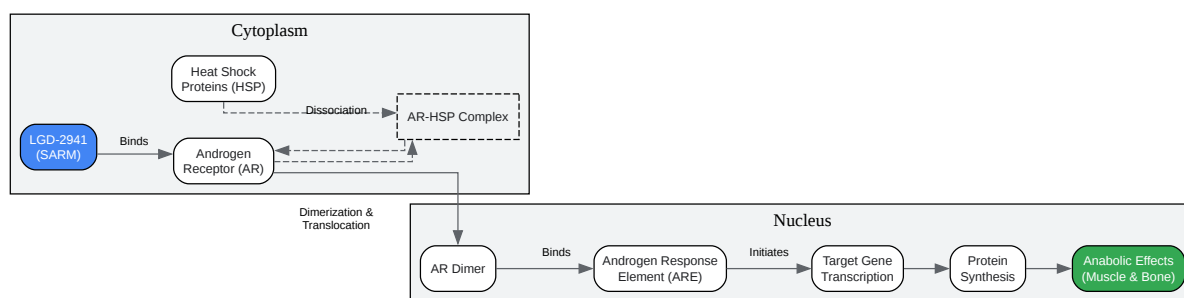 Cytoplasm
Heat Shock
Proteins (HSP)
Dissociation
AR-HSP Complex
LGD-2941
(SARM)
Binds
Androgen
Receptor (AR)
Dimerization &
Translocation
Nucleus
AR Dimer
Binds
Androgen Response
Element (ARE)
Initiates
Target Gene
Transcription
Protein
Synthesis
Anabolic Effects
(Muscle & Bone)